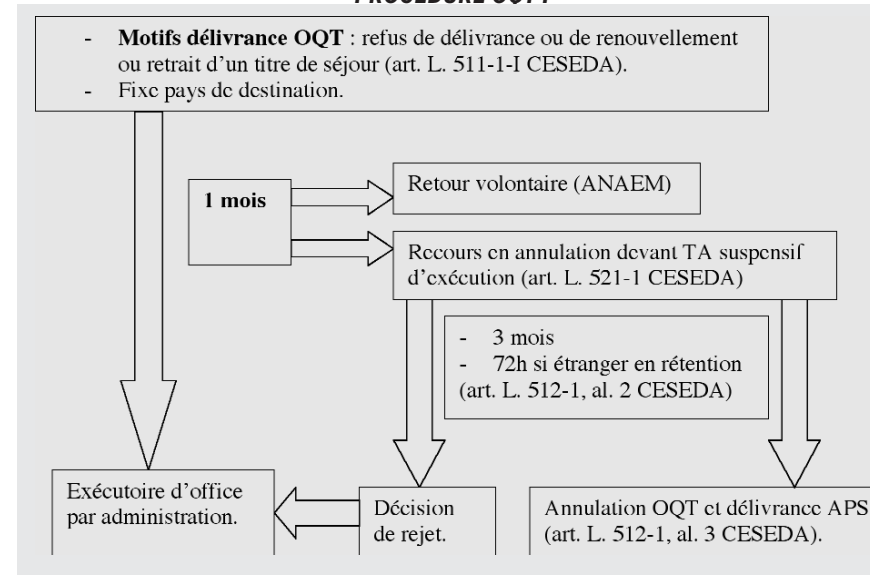 PROCÉDURE OQTF
- Motifs délivrance OQT : refus de délivrance ou de renouvellement
ou retrait d'un titre de séjour (art. L. 511-1-I CESEDA).
- Fixe pays de destination.
1 mois
Retour volontaire (ANAEM)
Recours en annulation devant TA suspensif
d'exécution (art. L. 521-1 CESEDA)
- 3 mois
- 72h si étranger en rétention
(art. L. 512-1, al. 2 CESEDA)
Exécutoire d'office
par administration.
Décision
de rejet.
Annulation OQT et délivrance APS
(art. L. 512-1, al. 3 CESEDA).